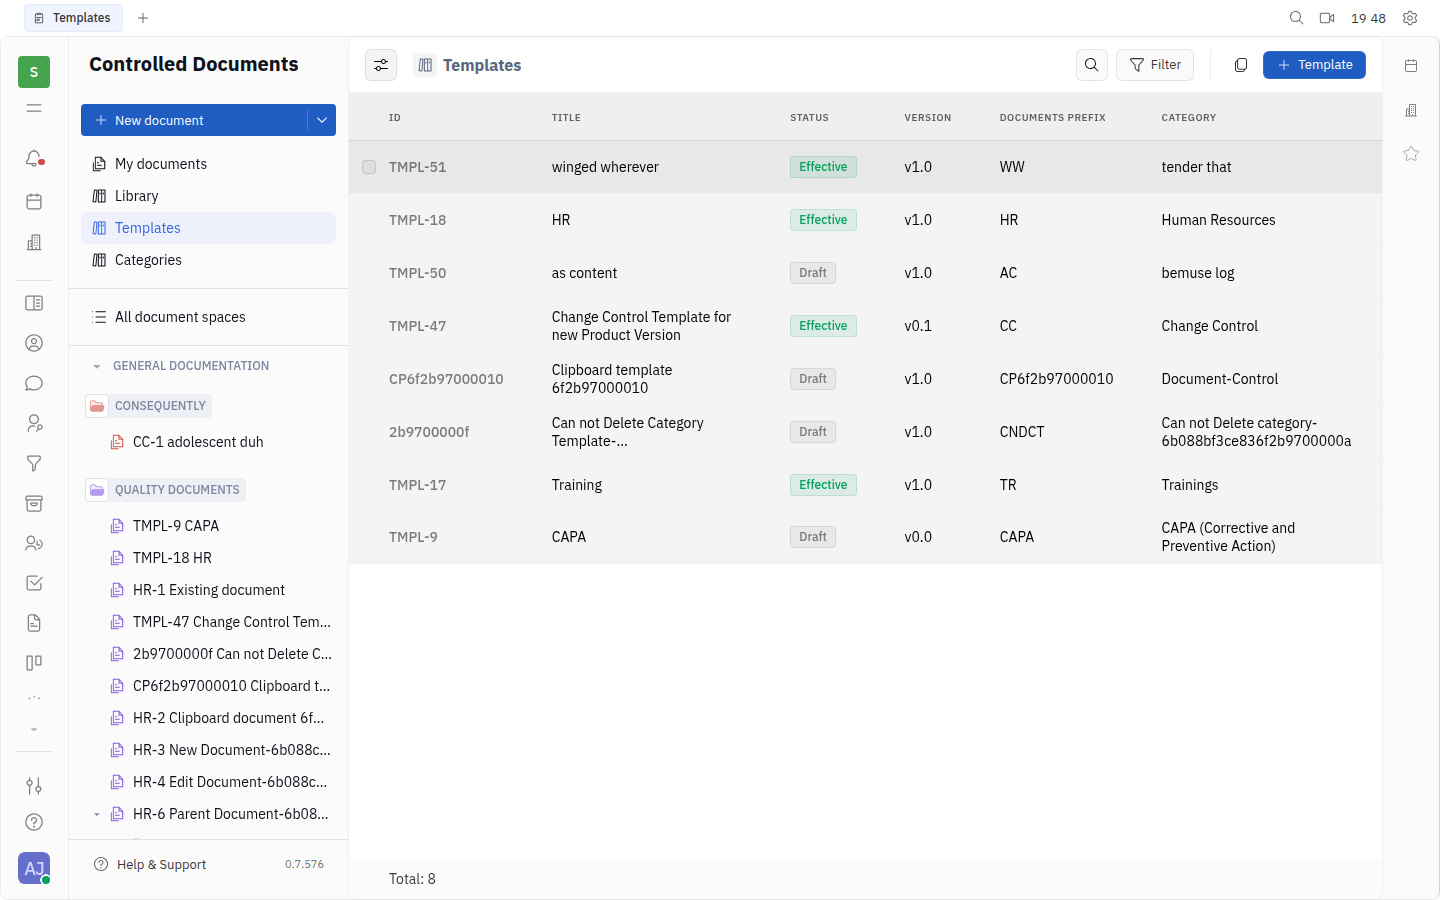 Templates
19 48
S
Controlled Documents
New document
My documents
Library
Templates
Categories
All document spaces
GENERAL DOCUMENTATION
CONSEQUENTLY
CC-1 adolescent duh
QUALITY DOCUMENTS
TMPL-9 CAPA
TMPL-18 HR
HR-1 Existing document
TMPL-47 Change Control Tem...
2b9700000f Can not Delete C...
CP6f2b97000010 Clipboard t...
HR-2 Clipboard document 6f...
HR-3 New Document-6b088c...
HR-4 Edit Document-6b088c...
HR-6 Parent Document-6b08...
Help & Support
0.7.576
AJ
Templates
Filter
Template
ID TITLE STATUS VERSION DOCUMENTS PREFIX CATEGORY
TMPL-51 winged wherever Effective v1.0 WW tender that
TMPL-18 HR Effective v1.0 HR Human Resources
TMPL-50 as content Draft v1.0 AC bemuse log
TMPL-47 Change Control Template for
new Product Version Effective v0.1 CC Change Control
CP6f2b97000010 Clipboard template
6f2b97000010 Draft v1.0 CP6f2b97000010 Document-Control
2b9700000f Can not Delete Category
Template-... Draft v1.0 CNDCT Can not Delete category-
6b088bf3ce836f2b9700000a
TMPL-17 Training Effective v1.0 TR Trainings
TMPL-9 CAPA Draft v0.0 CAPA CAPA (Corrective and
Preventive Action)
Total: 8